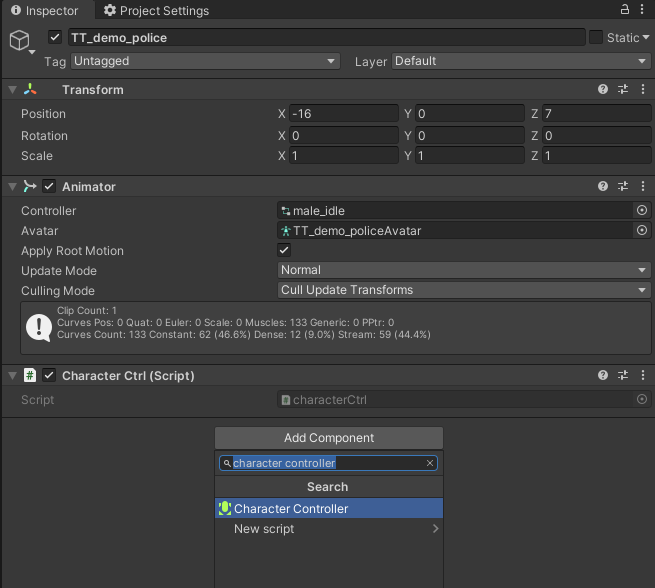 Inspector Project Settings
TT_demo_police Static
Tag Untagged Layer Default
Transform
Position X -16 Y 0 Z 7
Rotation X 0 Y 0 Z 0
Scale X 1 Y 1 Z 1
Animator
Controller male_idle
Avatar TT_demo_policeAvatar
Apply Root Motion
Update Mode Normal
Culling Mode Cull Update Transforms
Clip Count: 1
Curves Pos: 0 Quat: 0 Euler: 0 Scale: 0 Muscles: 133 Generic: 0 PPtr: 0
Curves Count: 133 Constant: 62 (46.6%) Dense: 12 (9.0%) Stream: 59 (44.4%)
Character Ctrl (Script)
Script characterCtrl
Add Component
character controller
Search
Character Controller
New script